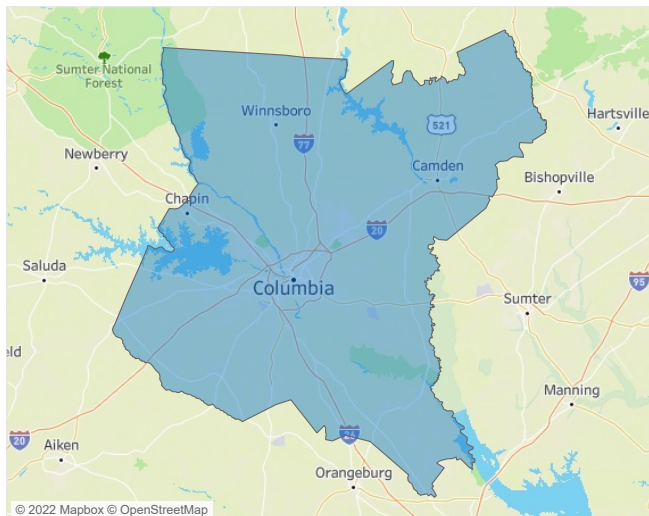 Sumter National
Forest
Winnsboro
Hartsville
521
77
Newberry
Camden
Bishopville
Chapin
20
Saluda
Columbia
95
Sumter
eld
Manning
20
26
Aiken
Orangeburg
© 2022 Mapbox © OpenStreetMap